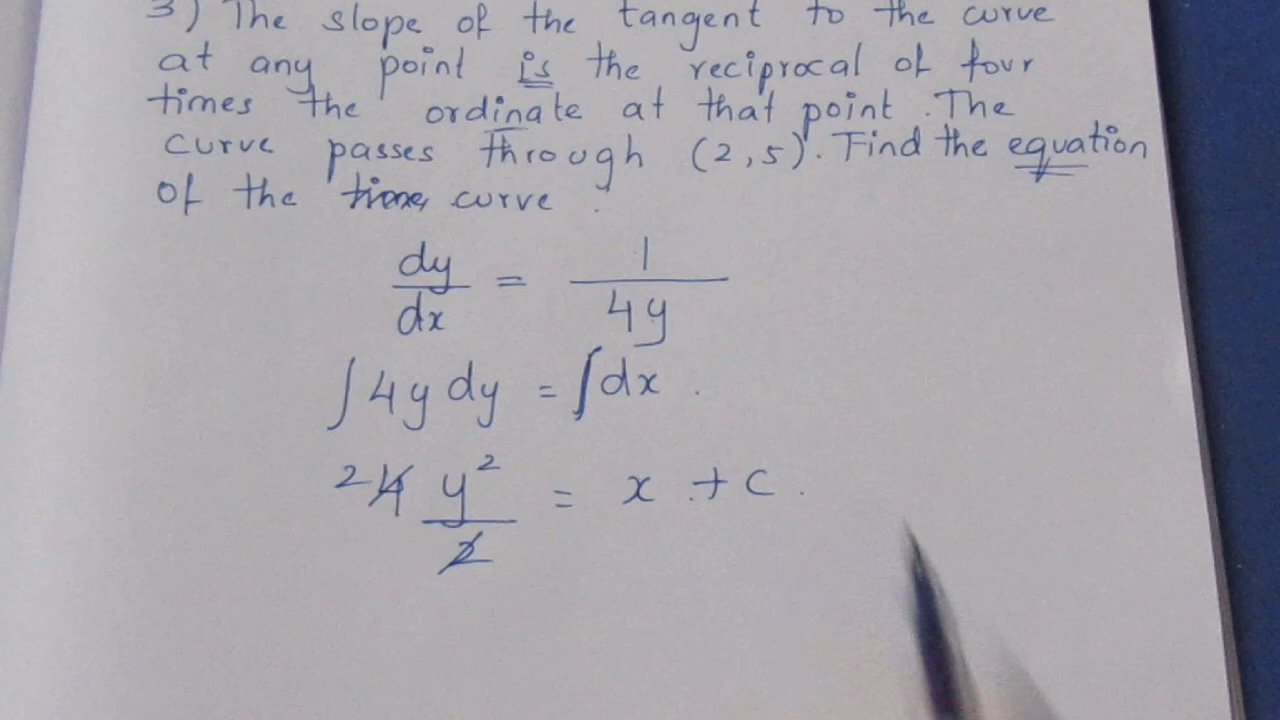 3) The slope of the tangent to the curve
at any point is the reciprocal of four
times the ordinate at that point. The
curve passes through (2,5). Find the equation
of the curve.
dy/dx = 1/4y
∫4y dy = ∫dx.
2 4 y²/2 = x + c.